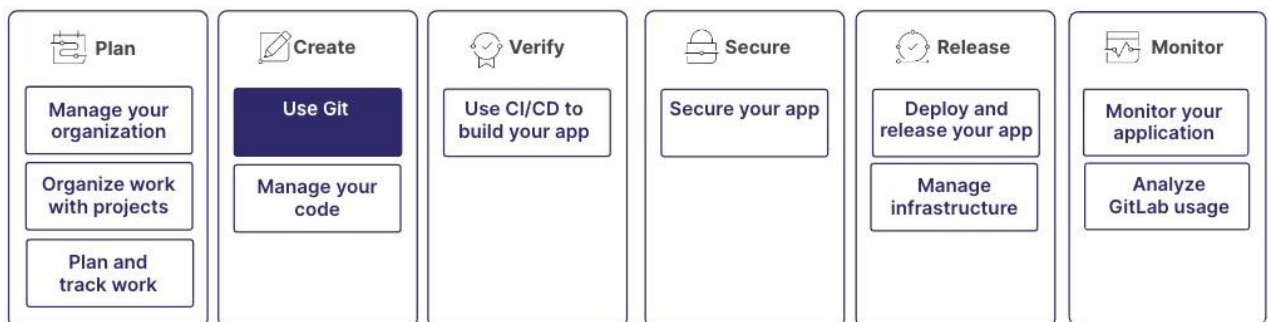 Plan
Manage your
organization
Organize work
with projects
Plan and
track work
Create
Use Git
Manage your
code
Verify
Use CI/CD to
build your app
Secure
Secure your app
Release
Deploy and
release your app
Manage
infrastructure
Monitor
Monitor your
application
Analyze
GitLab usage